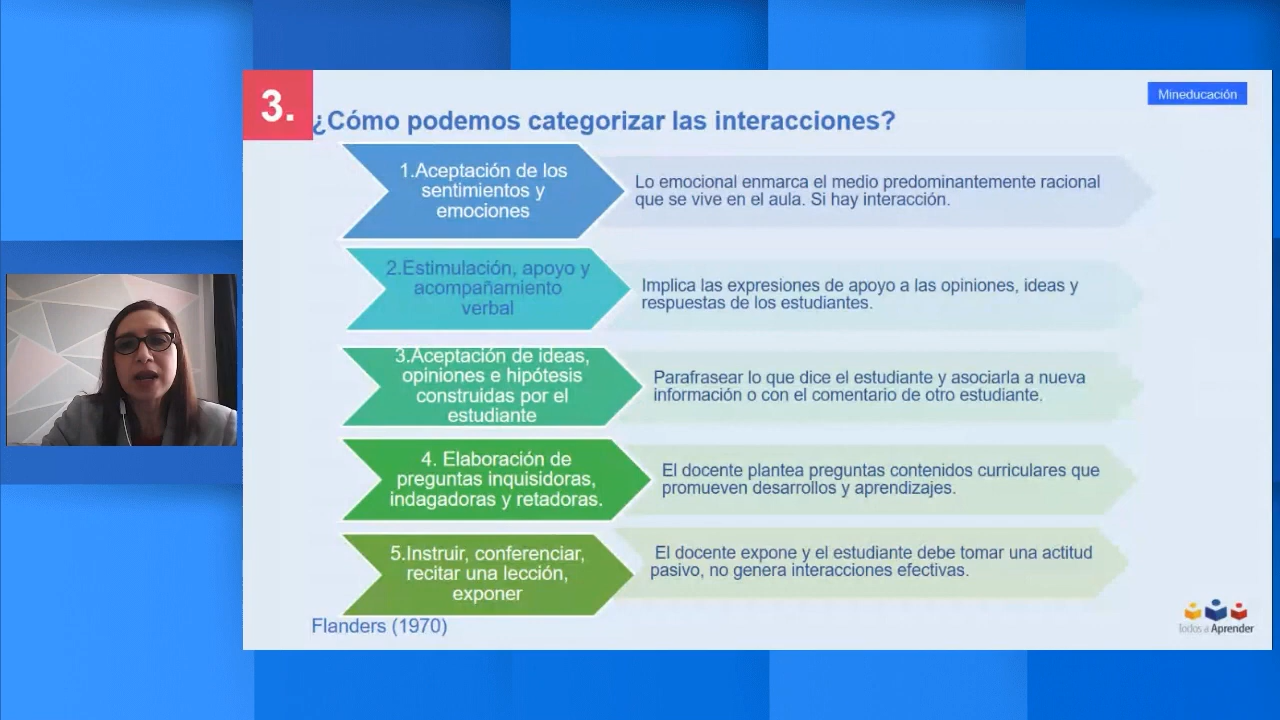 3.
Mineducación
¿Cómo podemos categorizar las interacciones?
1.Aceptación de los
sentimientos y
emociones
Lo emocional enmarca el medio predominantemente racional
que se vive en el aula. Si hay interacción.
2.Estimulación, apoyo y
acompañamiento
verbal
Implica las expresiones de apoyo a las opiniones, ideas y
respuestas de los estudiantes.
3.Aceptación de ideas,
opiniones e hipótesis
construidas por el
estudiante
Parafrasear lo que dice el estudiante y asociarla a nueva
información o con el comentario de otro estudiante.
4. Elaboración de
preguntas inquisidoras,
indagadoras y retadoras.
El docente plantea preguntas contenidos curriculares que
promueven desarrollos y aprendizajes.
5.Instruir, conferenciar,
recitar una lección,
exponer
El docente expone y el estudiante debe tomar una actitud
pasivo, no genera interacciones efectivas.
Flanders (1970)
Todos a Aprender